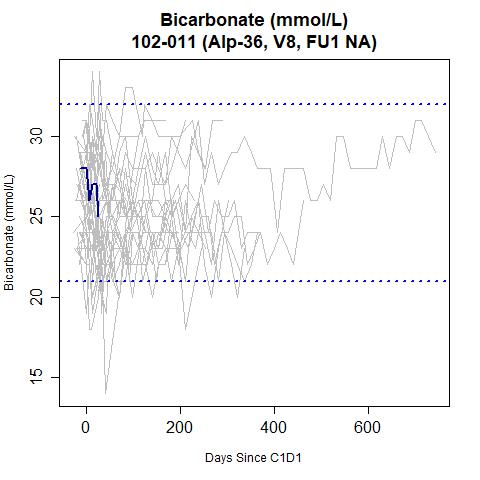 Bicarbonate (mmol/L)
102-011 (Alp-36, V8, FU1 NA)
Bicarbonate (mmol/L)
30
25
20
15
0
200
400
600
Days Since C1D1